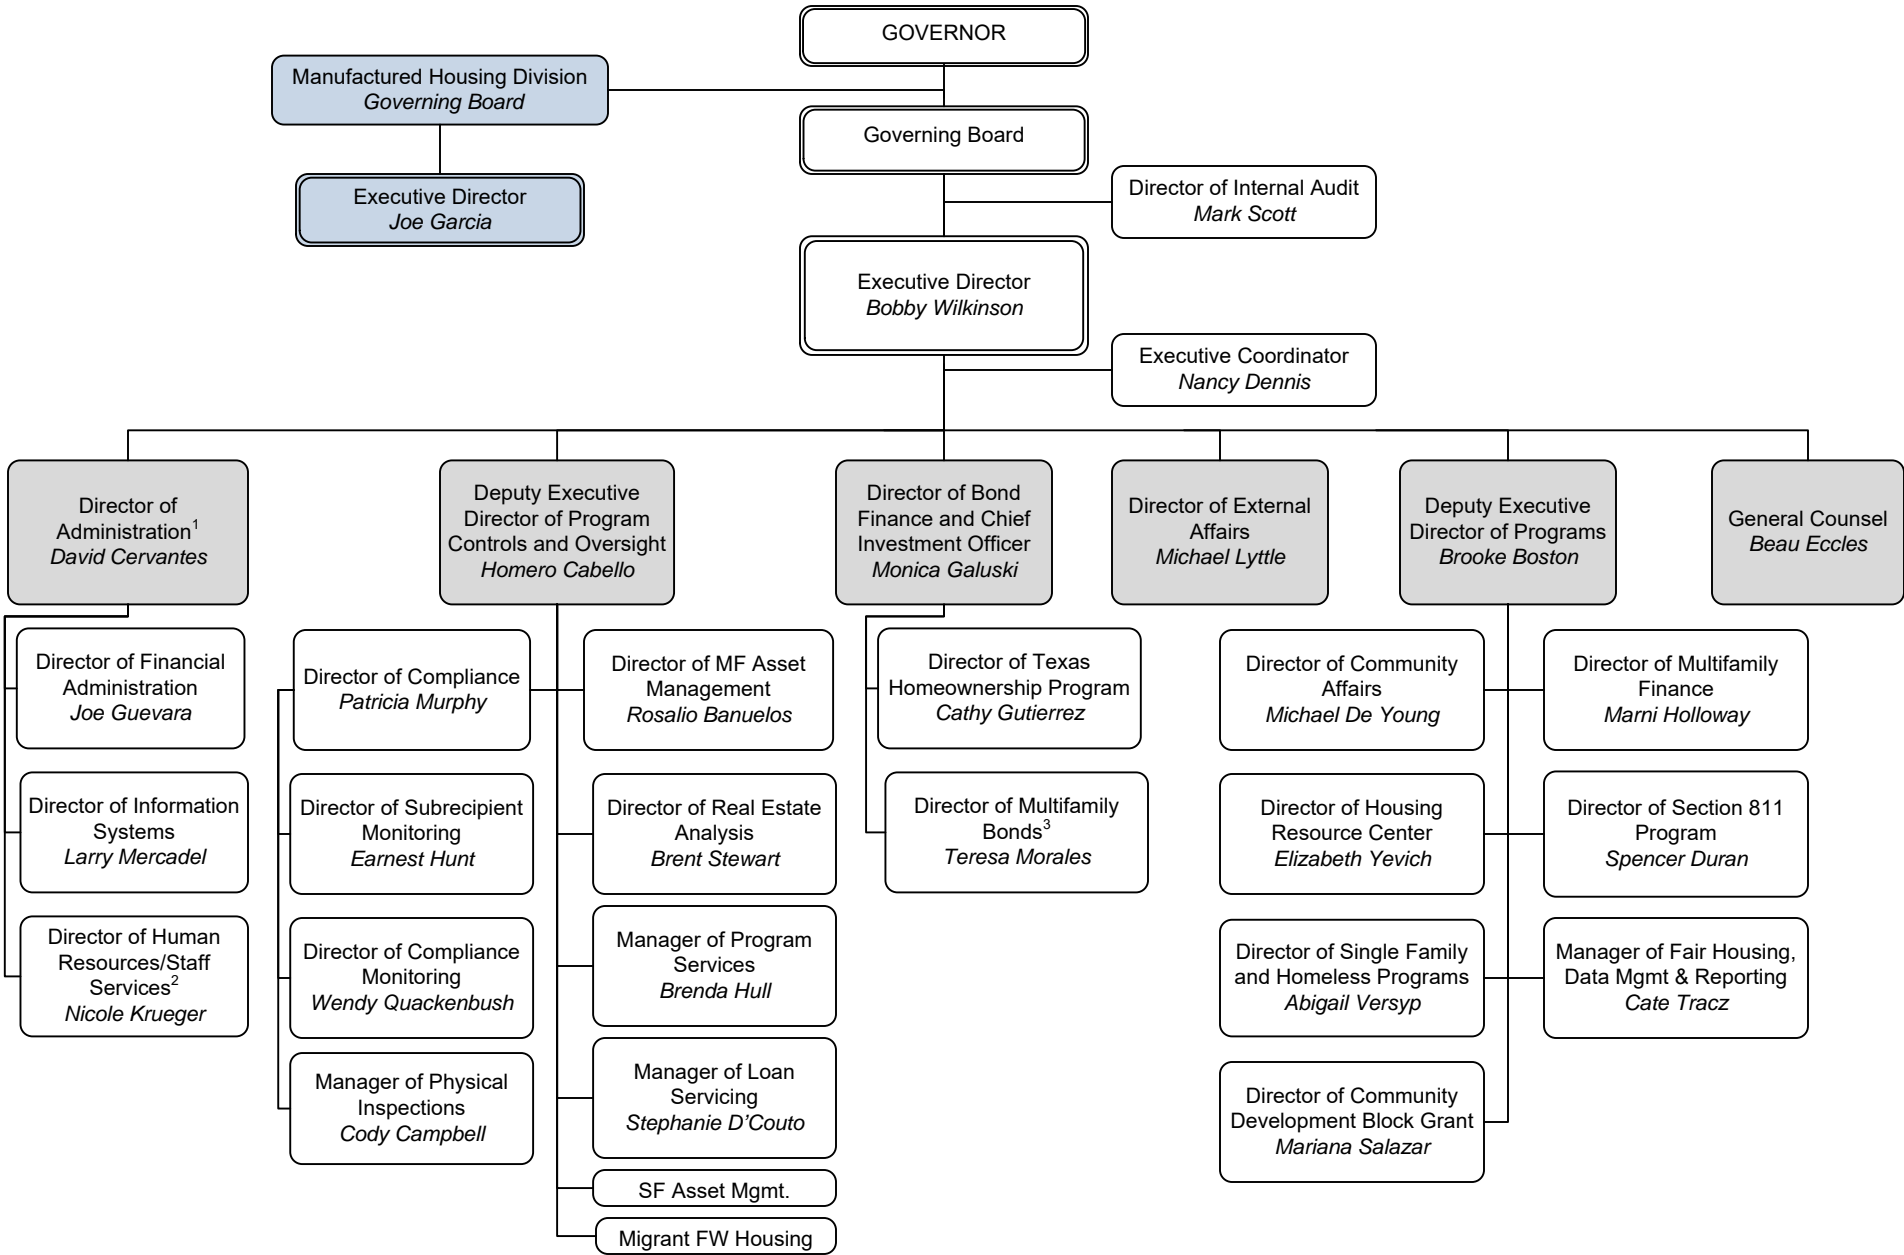 GOVERNOR
Manufactured Housing Division
Governing Board
Governing Board
Executive Director
Joe Garcia
Director of Internal Audit
Mark Scott
Executive Director
Bobby Wilkinson
Executive Coordinator
Nancy Dennis
Director of
Administration¹
David Cervantes
Deputy Executive
Director of Program
Controls and Oversight
Homero Cabello
Director of Bond
Finance and Chief
Investment Officer
Monica Galuski
Director of External
Affairs
Michael Lyttle
Deputy Executive
Director of Programs
Brooke Boston
General Counsel
Beau Eccles
Director of Financial
Administration
Joe Guevara
Director of Information
Systems
Larry Mercadel
Director of Human
Resources/Staff
Services²
Nicole Krueger
Director of Compliance
Patricia Murphy
Director of Subrecipient
Monitoring
Earnest Hunt
Director of Compliance
Monitoring
Wendy Quackenbush
Manager of Physical
Inspections
Cody Campbell
Director of MF Asset
Management
Rosalio Banuelos
Director of Real Estate
Analysis
Brent Stewart
Manager of Program
Services
Brenda Hull
Manager of Loan
Servicing
Stephanie D’Couto
SF Asset Mgmt.
Migrant FW Housing
Director of Texas
Homeownership Program
Cathy Gutierrez
Director of Multifamily
Bonds³
Teresa Morales
Director of Community
Affairs
Michael De Young
Director of Housing
Resource Center
Elizabeth Yevich
Director of Single Family
and Homeless Programs
Abigail Versyp
Director of Community
Development Block Grant
Mariana Salazar
Director of Multifamily
Finance
Marni Holloway
Director of Section 811
Program
Spencer Duran
Manager of Fair Housing,
Data Mgmt & Reporting
Cate Tracz